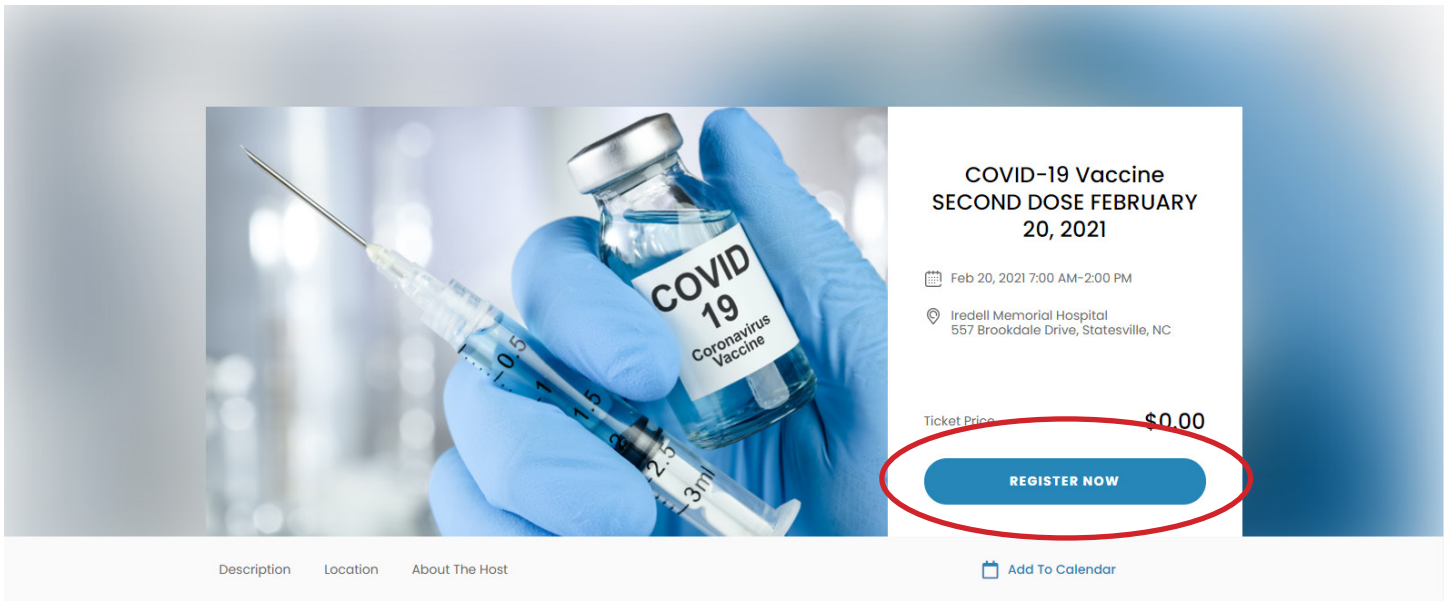 COVID
19
Coronavirus
Vaccine
0.5
1
1.5
2
2.5
3ml
COVID-19 Vaccine
SECOND DOSE FEBRUARY
20, 2021
Feb 20, 2021 7:00 AM-2:00 PM
Iredell Memorial Hospital
557 Brookdale Drive, Statesville, NC
Ticket Price
$0.00
REGISTER NOW
Description Location About The Host
Add To Calendar